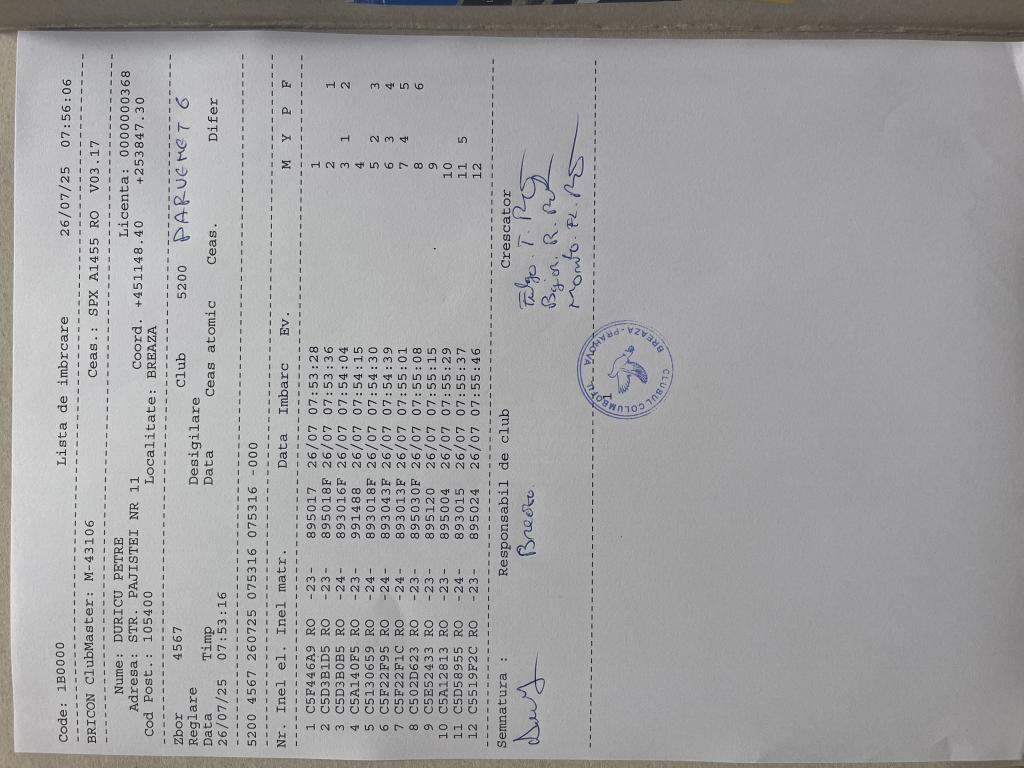 Code: 1B0000 Lista de imbrcare 26/07/25 07:56:06
BRICON ClubMaster: M-43106 Ceas.: SPX A1455 RO V03.17
Nume: DURICU PETRE Licenta: 0000000368
Adresa: STR. PAJISTEI NR 11 Coord. +451148.40 +253847.30
Cod Post.: 105400 Localitate: BREAZA
Zbor 4567 Club 5200 PARVENET 6
Reglare Desigilare
Data Timp Data Ceas atomic Ceas. Difer
26/07/25 07:53:16
5200 4567 260725 075316 075316 -000
Nr. Inel el. Inel matr. Data Imbarc Ev. M Y P F
1 C5F446A9 RO -23- 895017 26/07 07:53:28 1
2 C5D3B1D5 RO -23- 895018F 26/07 07:53:36 2 1
3 C5D3B0B5 RO -24- 893016F 26/07 07:54:04 3 1 2
4 C5A140F5 RO -23- 991488 26/07 07:54:15 4
5 C5130659 RO -24- 893018F 26/07 07:54:30 5 2 3
6 C5F22F95 RO -24- 893043F 26/07 07:54:39 6 3 4
7 C5F22F1C RO -24- 893013F 26/07 07:55:01 7 4 5
8 C502D623 RO -23- 895030F 26/07 07:55:08 8 6
9 C5E52433 RO -23- 895120 26/07 07:55:15 9
10 C5A12813 RO -23- 895004 26/07 07:55:29 10
11 C5D58955 RO -24- 893015 26/07 07:55:37 11 5
12 C5519F2C RO -23- 895024 26/07 07:55:46 12
Semnatura : Responsabil de club Crescator
1
CLUBUL COLUMBOFIL BREAZA-PRAHOVA